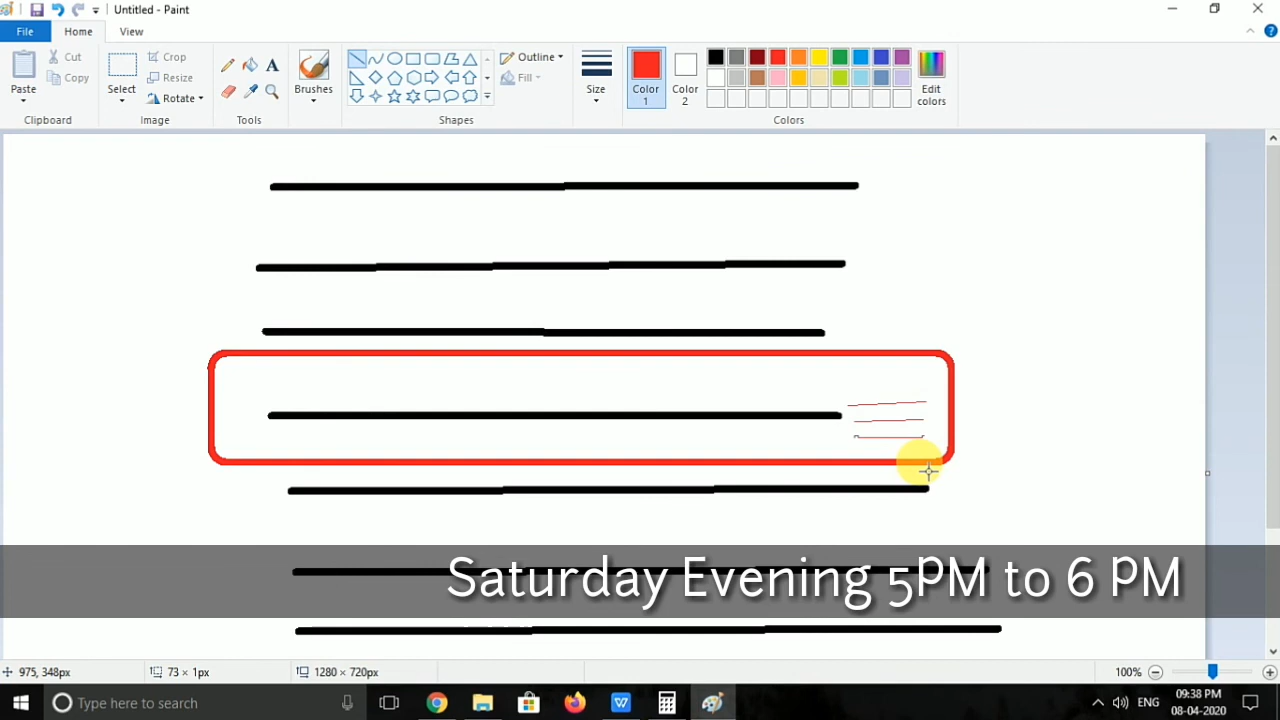 Untitled - Paint
File Home View
Paste
Cut
Copy
Clipboard
Select
Crop
Resize
Rotate
Image
A
Tools
Brushes
Outline
Fill
Shapes
Size
Color 1
Color 2
Edit colors
Colors
Saturday Evening 5PM to 6 PM
975, 348px
73 × 1px
1280 × 720px
100%
Type here to search
W
ENG
09:38 PM
08-04-2020